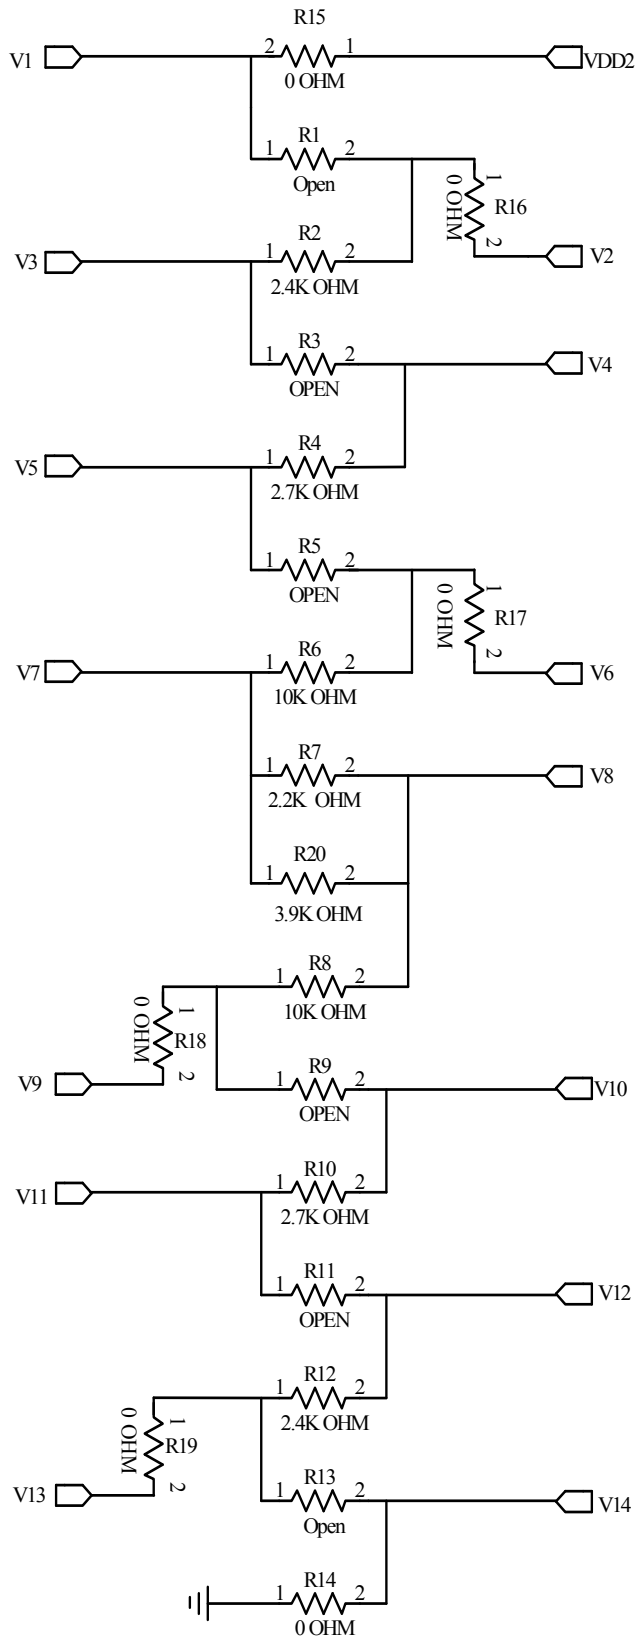 R15
V1
2
1
VDD2
0 OHM
R1
1
2
Open
1
0 OHM
R16
2
V2
R2
V3
1
2
2.4K OHM
R3
1
2
V4
OPEN
R4
V5
1
2
2.7K OHM
R5
1
2
OPEN
1
0 OHM
R17
2
V6
R6
V7
1
2
10K OHM
R7
1
2
V8
2.2K OHM
R20
1
2
3.9K OHM
R8
1
2
10K OHM
1
0 OHM
R18
2
V9
R9
1
2
V10
OPEN
R10
V11
1
2
2.7K OHM
R11
1
2
V12
OPEN
R12
1
2
2.4K OHM
1
0 OHM
R19
2
V13
R13
1
2
V14
Open
R14
1
2
0 OHM